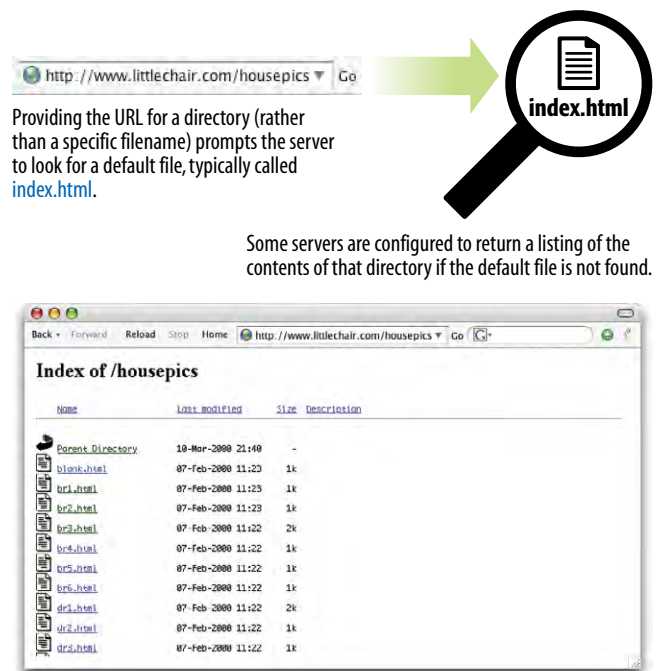 http://www.littlechair.com/housepics Go
index.html
Providing the URL for a directory (rather
than a specific filename) prompts the server
to look for a default file, typically called
index.html.
Some servers are configured to return a listing of the
contents of that directory if the default file is not found.
Back Forward Reload Stop Home http://www.littlechair.com/housepics Go G
Index of /housepics
Name Last modified Size Description
Parent Directory 10-Mar-2000 21:40 -
blank.html 07-Feb-2000 11:23 1k
br1.html 07-Feb-2000 11:23 1k
br2.html 07-Feb-2000 11:23 1k
br3.html 07-Feb-2000 11:22 2k
br4.html 07-Feb-2000 11:22 1k
br5.html 07-Feb-2000 11:22 1k
br6.html 07-Feb-2000 11:22 1k
dr1.html 07-Feb-2000 11:22 2k
dr2.html 07-Feb-2000 11:22 1k
dr3.html 07-Feb-2000 11:22 1k